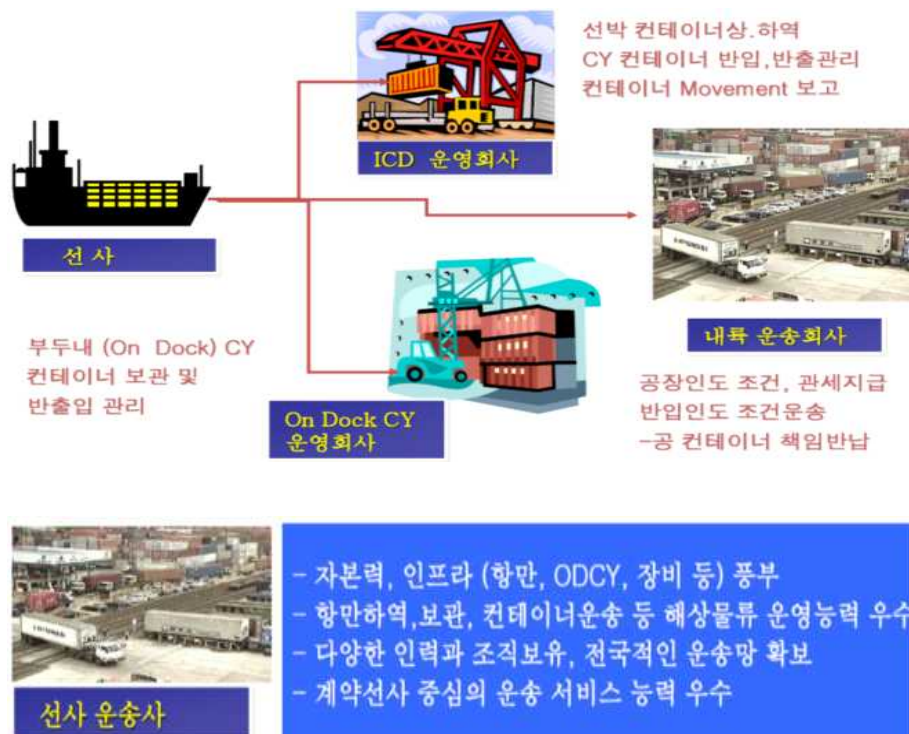 선박 컨테이너상.하역
CY 컨테이너 반입,반출관리
컨테이너 Movement 보고
ICD 운영회사
선 사
내륙 운송회사
부두내 (On Dock) CY
컨테이너 보관 및
반출입 관리
On Dock CY
운영회사
공장인도 조건, 관세지급
반입인도 조건운송
-공 컨테이너 책임반납
- 자본력, 인프라 (항만, ODCY, 장비 등) 풍부
- 항만하역,보관, 컨테이너운송 등 해상물류 운영능력 우수
- 다양한 인력과 조직보유, 전국적인 운송망 확보
- 계약선사 중심의 운송 서비스 능력 우수
선사 운송사